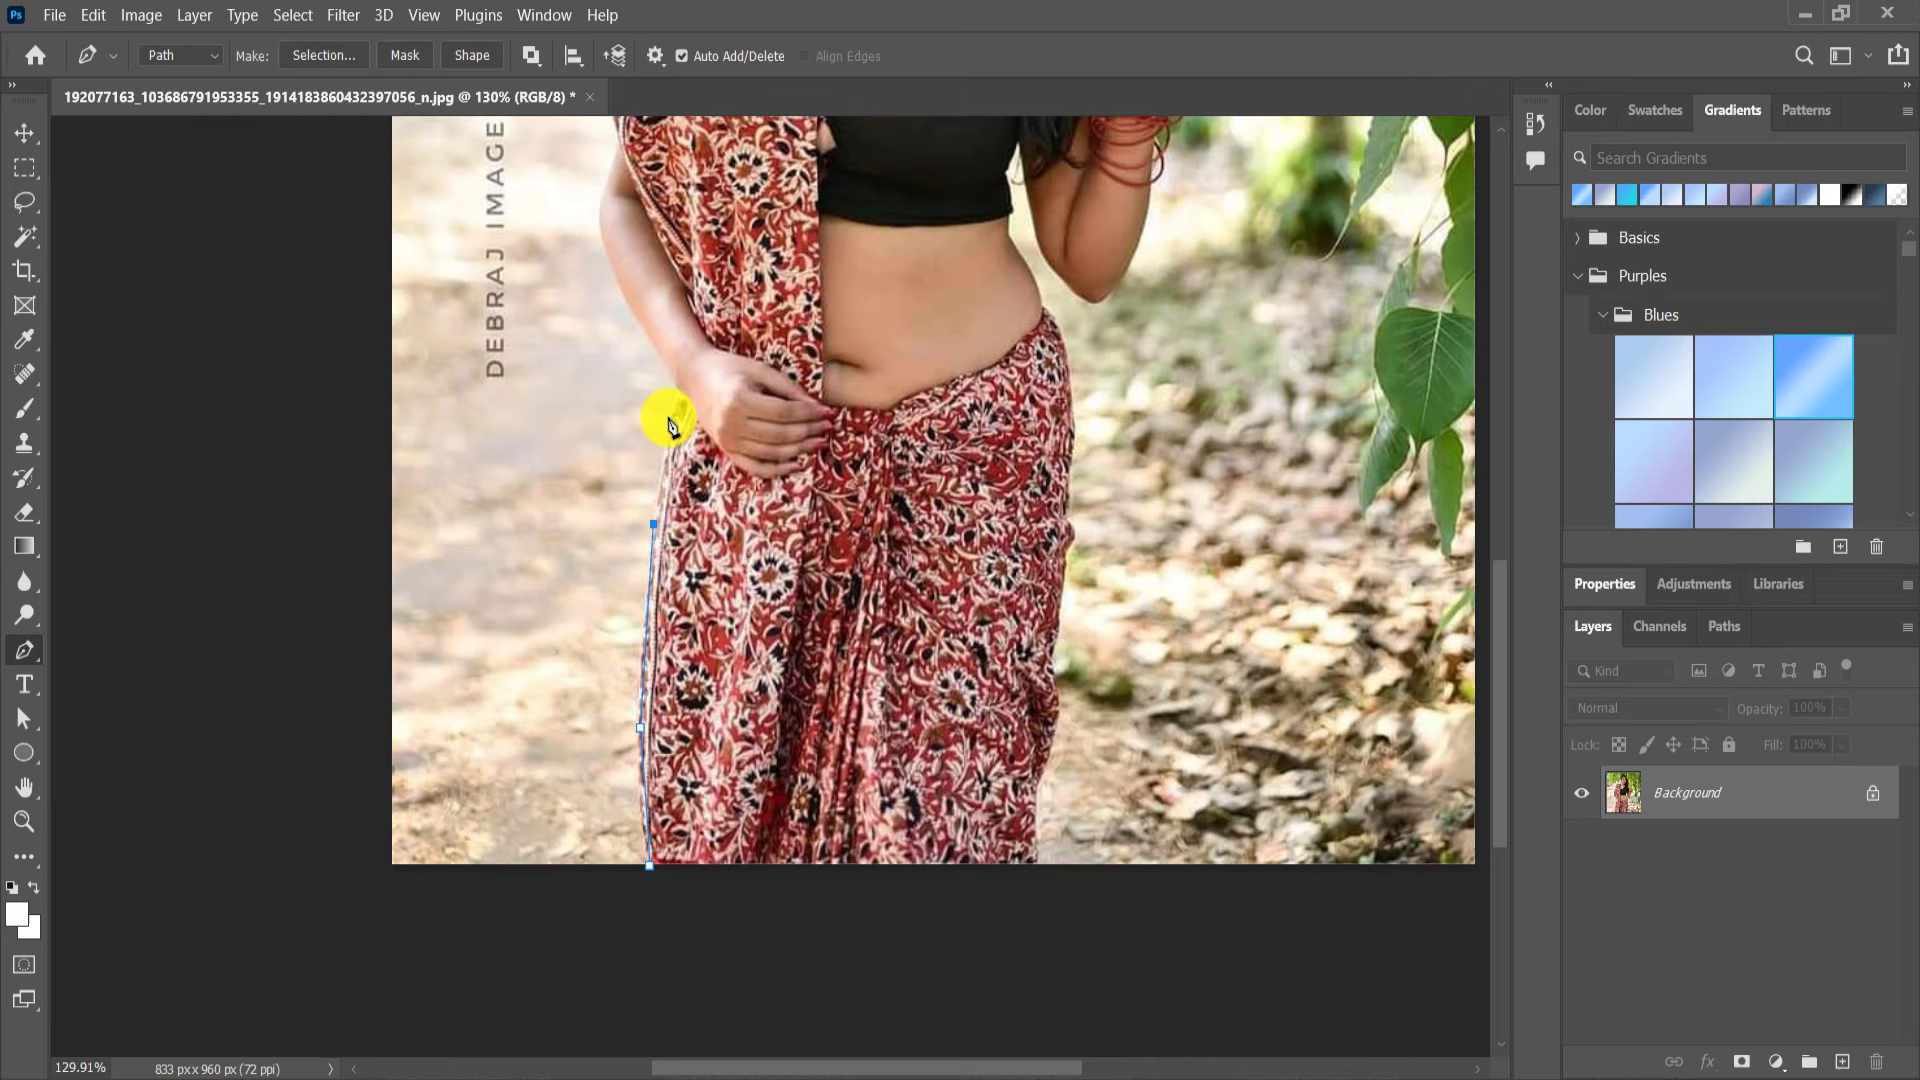 Ps File Edit Image Layer Type Select Filter 3D View Plugins Window Help
Path Make: Selection... Mask Shape Auto Add/Delete Align Edges
192077163_103686791953355_1914183860432397056_n.jpg @ 130% (RGB/8) *
DEBRAJ IMAGE
Color Swatches Gradients Patterns
Search Gradients
Basics
Purples
Blues
Properties Adjustments Libraries
Layers Channels Paths
Kind
Normal Opacity: 100%
Lock: Fill: 100%
Background
129.91% 833 px x 960 px (72 ppi)